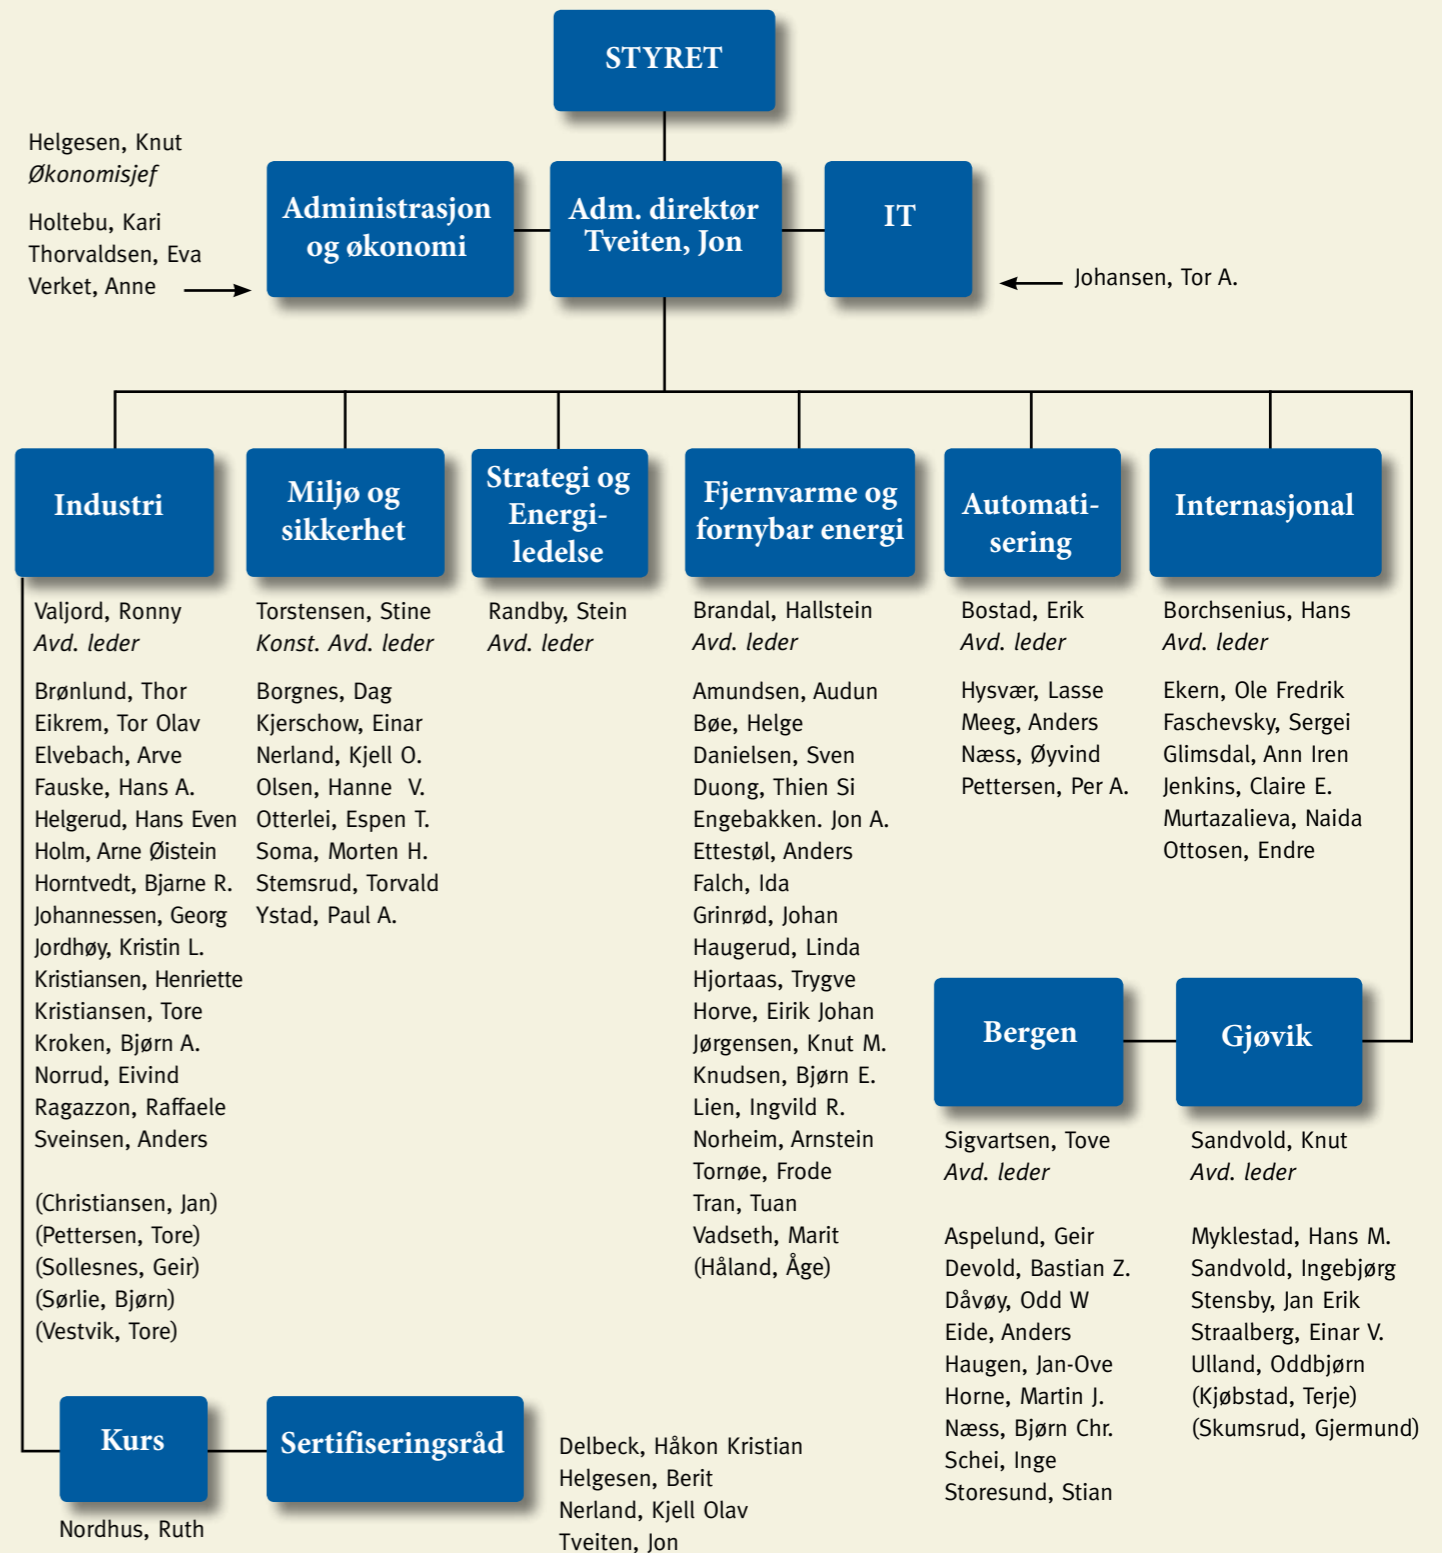 STYRET
Helgesen, Knut
Økonomisjef
Holtebu, Kari
Thorvaldsen, Eva
Verket, Anne
Administrasjon
og økonomi
Adm. direktør
Tveiten, Jon
IT
Johansen, Tor A.
Industri
Valjord, Ronny
Avd. leder
Brønlund, Thor
Eikrem, Tor Olav
Elvebach, Arve
Fauske, Hans A.
Helgerud, Hans Even
Holm, Arne Øistein
Horntvedt, Bjarne R.
Johannessen, Georg
Jordhøy, Kristin L.
Kristiansen, Henriette
Kristiansen, Tore
Kroken, Bjørn A.
Norrud, Eivind
Ragazzon, Raffaele
Sveinsen, Anders
(Christiansen, Jan)
(Pettersen, Tore)
(Sollesnes, Geir)
(Sørlie, Bjørn)
(Vestvik, Tore)
Miljø og
sikkerhet
Torstensen, Stine
Konst. Avd. leder
Borgnes, Dag
Kjerschow, Einar
Nerland, Kjell O.
Olsen, Hanne V.
Otterlei, Espen T.
Soma, Morten H.
Stemsrud, Torvald
Ystad, Paul A.
Strategi og
Energi-
ledelse
Randby, Stein
Avd. leder
Fjernvarme og
fornybar energi
Brandal, Hallstein
Avd. leder
Amundsen, Audun
Bøe, Helge
Danielsen, Sven
Duong, Thien Si
Engebakken. Jon A.
Ettestøl, Anders
Falch, Ida
Grinrød, Johan
Haugerud, Linda
Hjortaas, Trygve
Horve, Eirik Johan
Jørgensen, Knut M.
Knudsen, Bjørn E.
Lien, Ingvild R.
Norheim, Arnstein
Tornøe, Frode
Tran, Tuan
Vadseth, Marit
(Håland, Åge)
Automati-
sering
Bostad, Erik
Avd. leder
Hysvær, Lasse
Meeg, Anders
Næss, Øyvind
Pettersen, Per A.
Internasjonal
Borchsenius, Hans
Avd. leder
Ekern, Ole Fredrik
Faschevsky, Sergei
Glimsdal, Ann Iren
Jenkins, Claire E.
Murtazalieva, Naida
Ottosen, Endre
Bergen
Sigvartsen, Tove
Avd. leder
Aspelund, Geir
Devold, Bastian Z.
Dåvøy, Odd W
Eide, Anders
Haugen, Jan-Ove
Horne, Martin J.
Næss, Bjørn Chr.
Schei, Inge
Storesund, Stian
Gjøvik
Sandvold, Knut
Avd. leder
Myklestad, Hans M.
Sandvold, Ingebjørg
Stensby, Jan Erik
Straalberg, Einar V.
Ulland, Oddbjørn
(Kjøbstad, Terje)
(Skumsrud, Gjermund)
Kurs
Nordhus, Ruth
Sertifiseringsråd
Delbeck, Håkon Kristian
Helgesen, Berit
Nerland, Kjell Olav
Tveiten, Jon